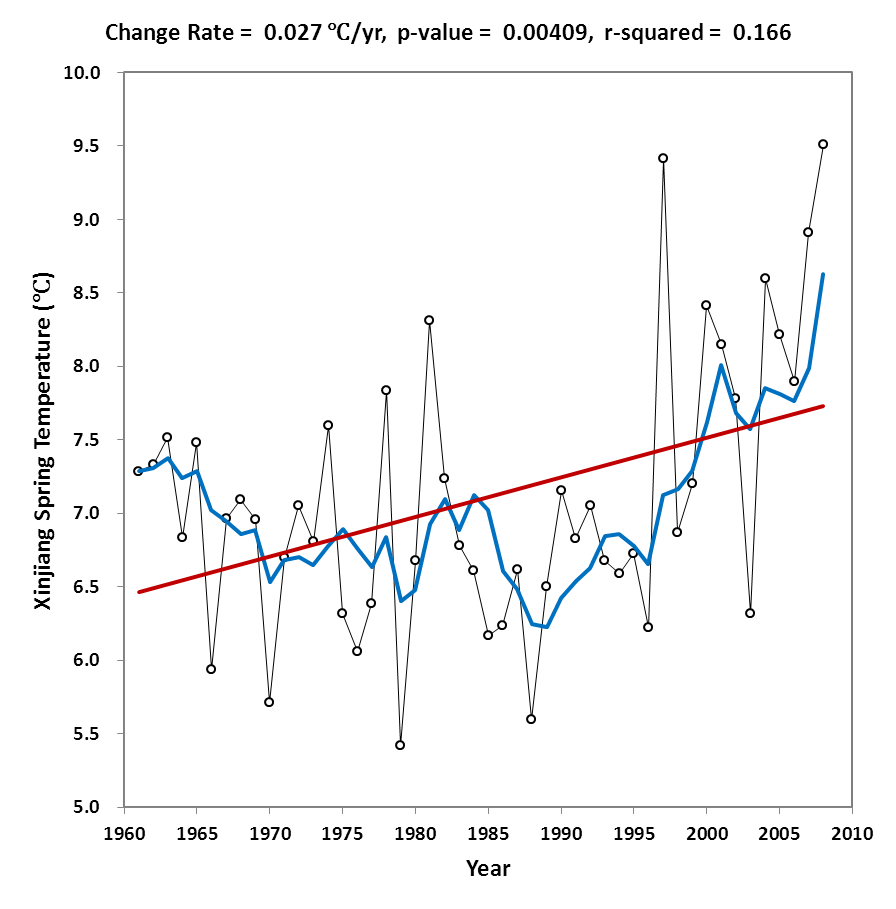 Change Rate = 0.027 ℃/yr, p-value = 0.00409, r-squared = 0.166
10.0
9.5
9.0
8.5
8.0
7.5
7.0
6.5
6.0
5.5
5.0
Xinjiang Spring Temperature (℃)
1960 1965 1970 1975 1980 1985 1990 1995 2000 2005 2010
Year